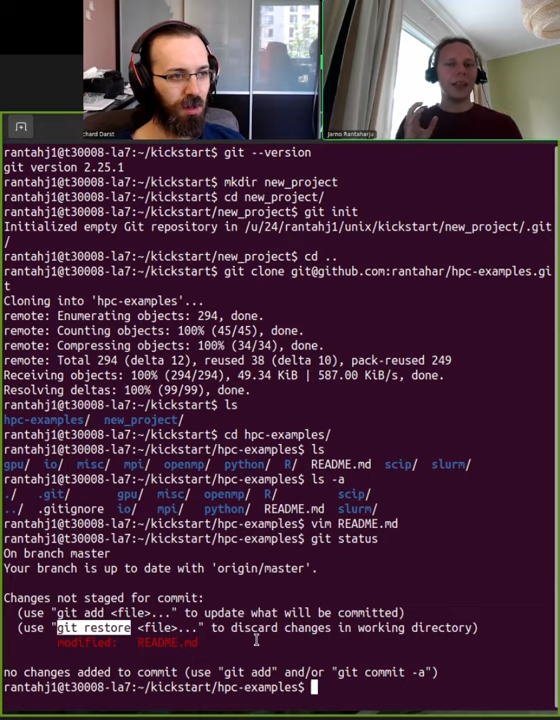 chard Darst
Jarno Rantaharju
rantahj1@t30008-la7:~/kickstart$ git --version
git version 2.25.1
rantahj1@t30008-la7:~/kickstart$ mkdir new_project
rantahj1@t30008-la7:~/kickstart$ cd new_project/
rantahj1@t30008-la7:~/kickstart/new_project$ git init
Initialized empty Git repository in /u/24/rantahj1/unix/kickstart/new_project/.git
/
rantahj1@t30008-la7:~/kickstart/new_project$ cd ..
rantahj1@t30008-la7:~/kickstart$ git clone git@github.com:rantahar/hpc-examples.gi
t
Cloning into 'hpc-examples'...
remote: Enumerating objects: 294, done.
remote: Counting objects: 100% (45/45), done.
remote: Compressing objects: 100% (34/34), done.
remote: Total 294 (delta 12), reused 38 (delta 10), pack-reused 249
Receiving objects: 100% (294/294), 49.34 KiB | 587.00 KiB/s, done.
Resolving deltas: 100% (99/99), done.
rantahj1@t30008-la7:~/kickstart$ ls
hpc-examples/ new_project/
rantahj1@t30008-la7:~/kickstart$ cd hpc-examples/
rantahj1@t30008-la7:~/kickstart/hpc-examples$ ls
gpu/ io/ misc/ mpi/ openmp/ python/ R/ README.md scip/ slurm/
rantahj1@t30008-la7:~/kickstart/hpc-examples$ ls -a
./ .git/ gpu/ misc/ openmp/ R/ scip/
../ .gitignore io/ mpi/ python/ README.md slurm/
rantahj1@t30008-la7:~/kickstart/hpc-examples$ vim README.md
rantahj1@t30008-la7:~/kickstart/hpc-examples$ git status
On branch master
Your branch is up to date with 'origin/master'.
Changes not staged for commit:
(use "git add <file>..." to update what will be committed)
(use "git restore <file>..." to discard changes in working directory)
modified: README.md
no changes added to commit (use "git add" and/or "git commit -a")
rantahj1@t30008-la7:~/kickstart/hpc-examples$